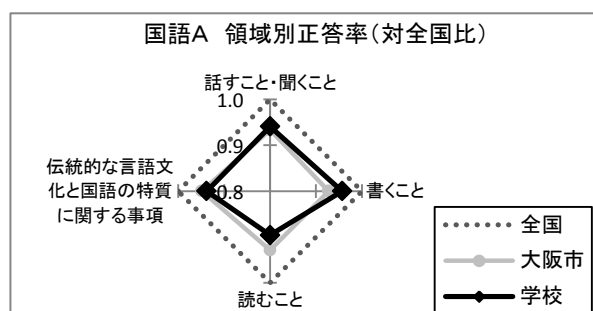 国語A 領域別正答率（対全国比）
話すこと・聞くこと
1.0
0.9
0.8
伝統的な言語文
化と国語の特質
に関する事項
書くこと
読むこと
全国
大阪市
学校